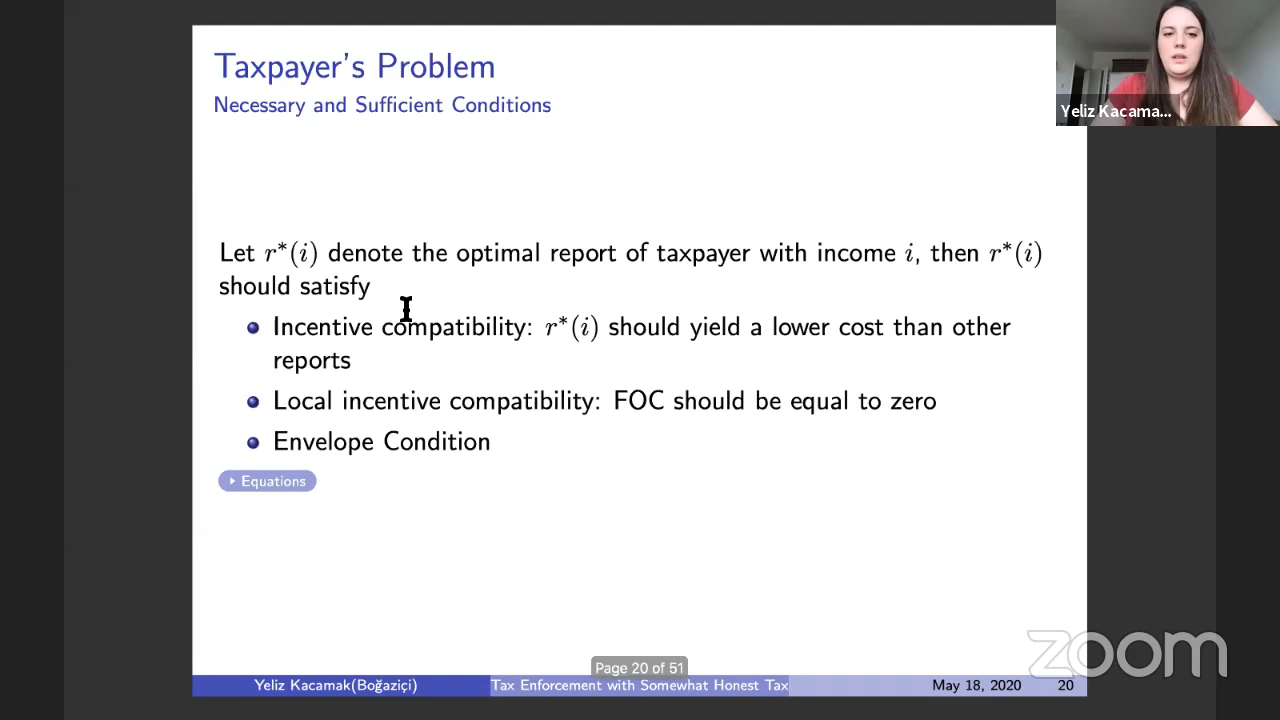 Taxpayer's Problem
Necessary and Sufficient Conditions
Yeliz Kacama...
Let r*(i) denote the optimal report of taxpayer with income i, then r*(i)
should satisfy
Incentive compatibility: r*(i) should yield a lower cost than other
reports
Local incentive compatibility: FOC should be equal to zero
Envelope Condition
Equations
zoom
Page 20 of 51
Yeliz Kacamak(Boğaziçi) Tax Enforcement with Somewhat Honest Tax May 18, 2020 20